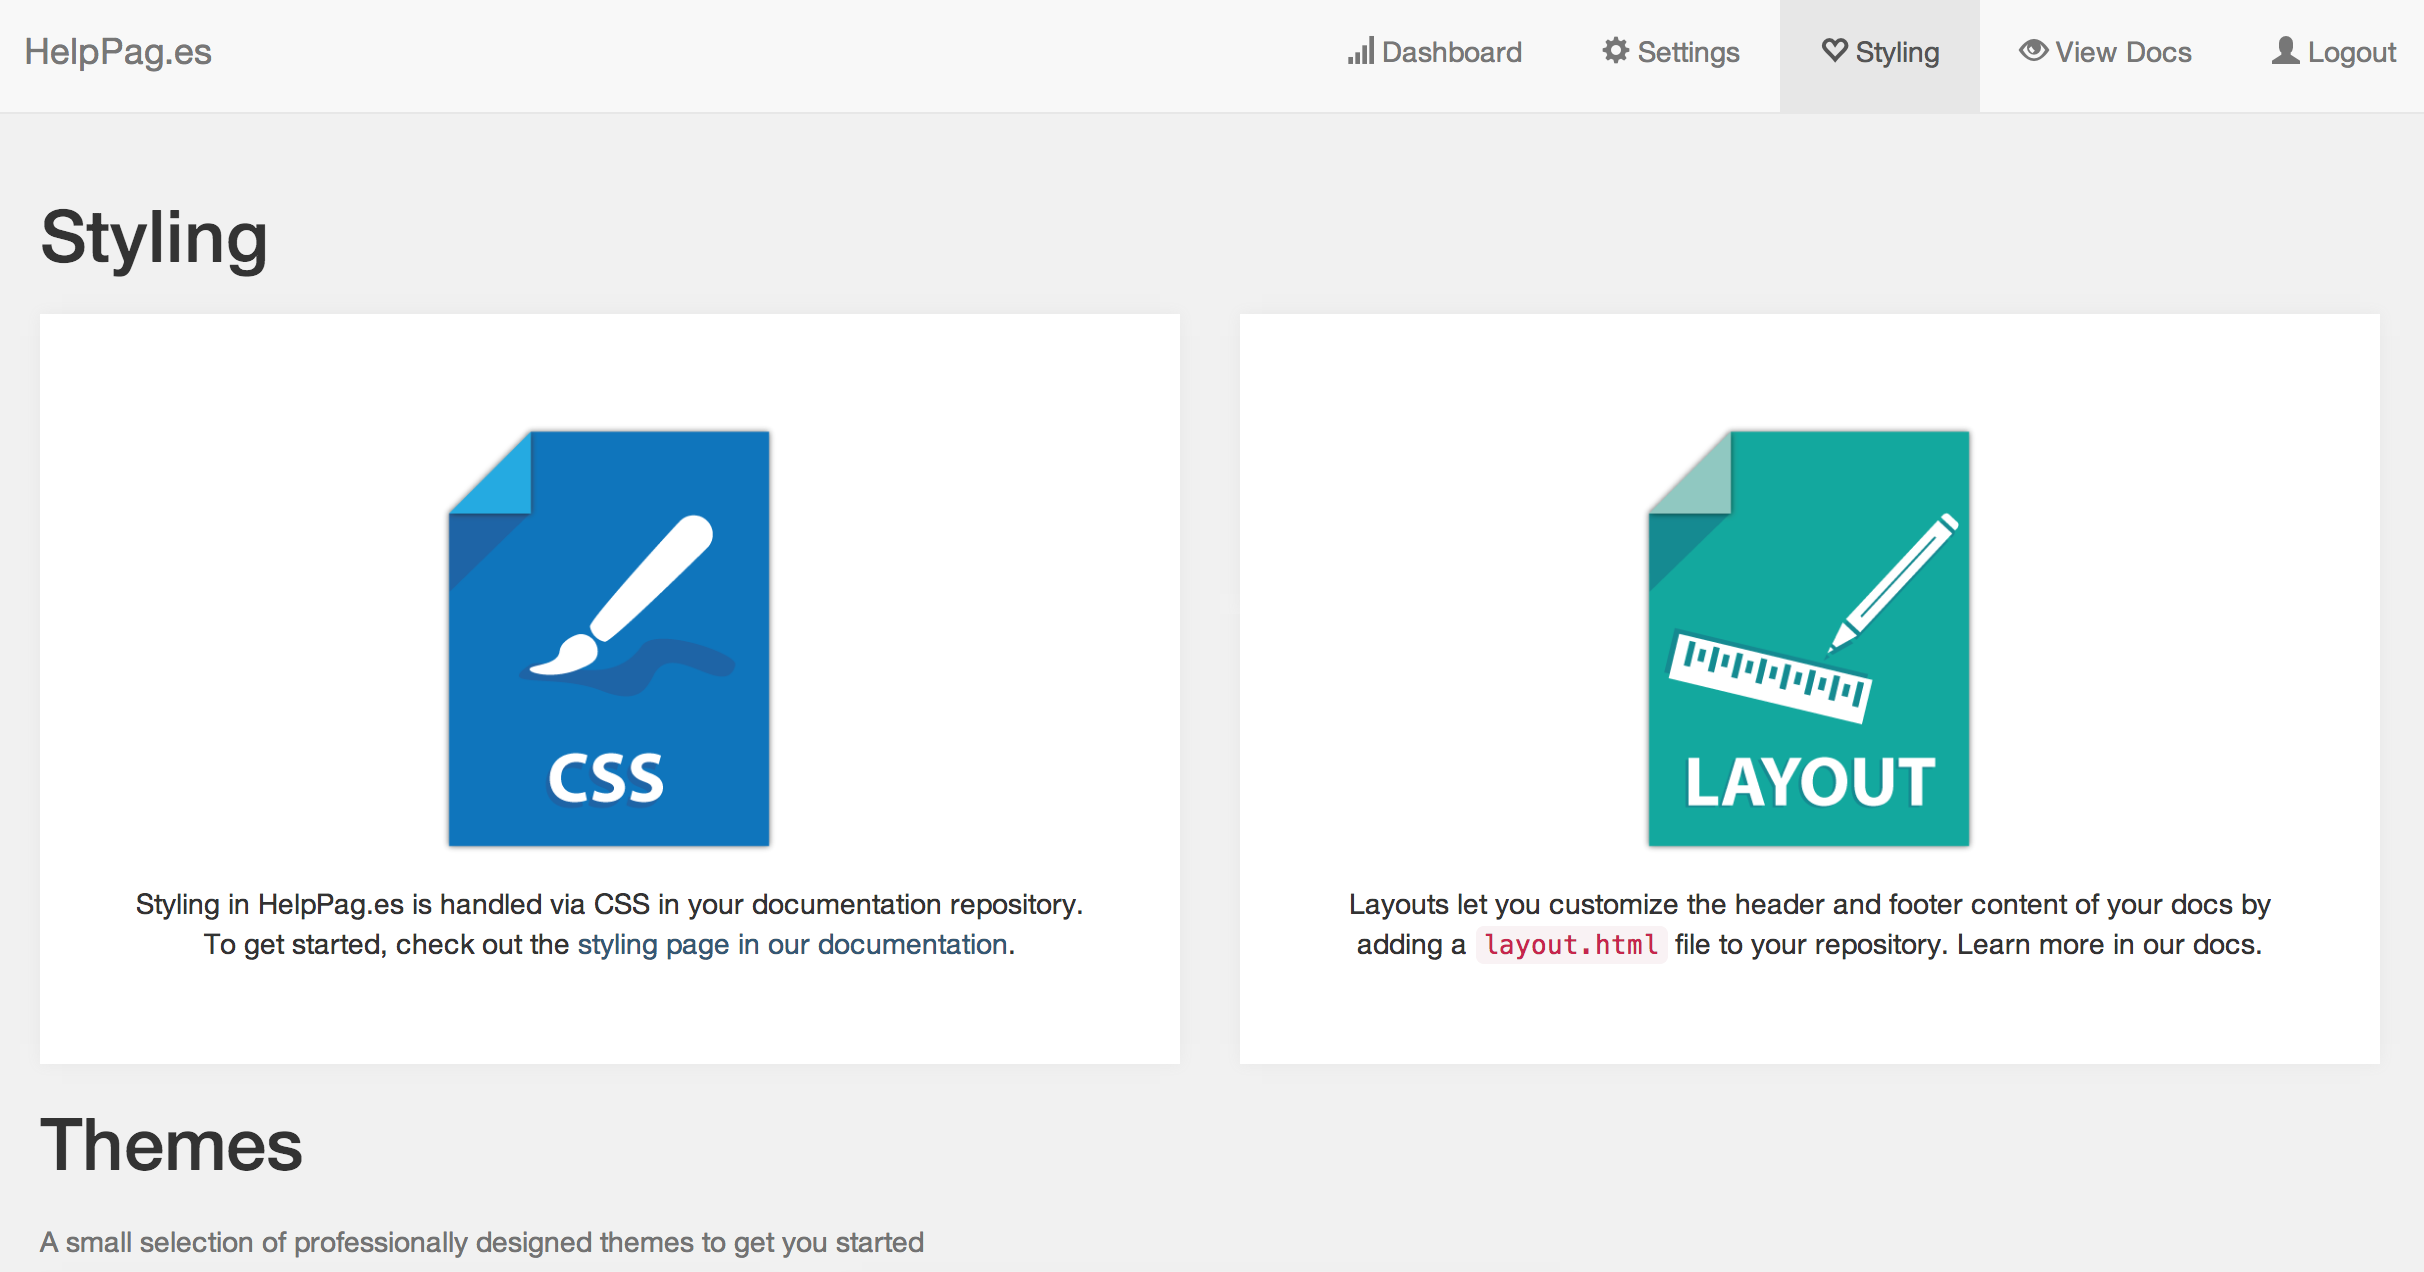 HelpPag.es
Dashboard
Settings
Styling
View Docs
Logout
Styling
CSS
Styling in HelpPag.es is handled via CSS in your documentation repository.
To get started, check out the styling page in our documentation.
LAYOUT
Layouts let you customize the header and footer content of your docs by
adding a layout.html file to your repository. Learn more in our docs.
Themes
A small selection of professionally designed themes to get you started